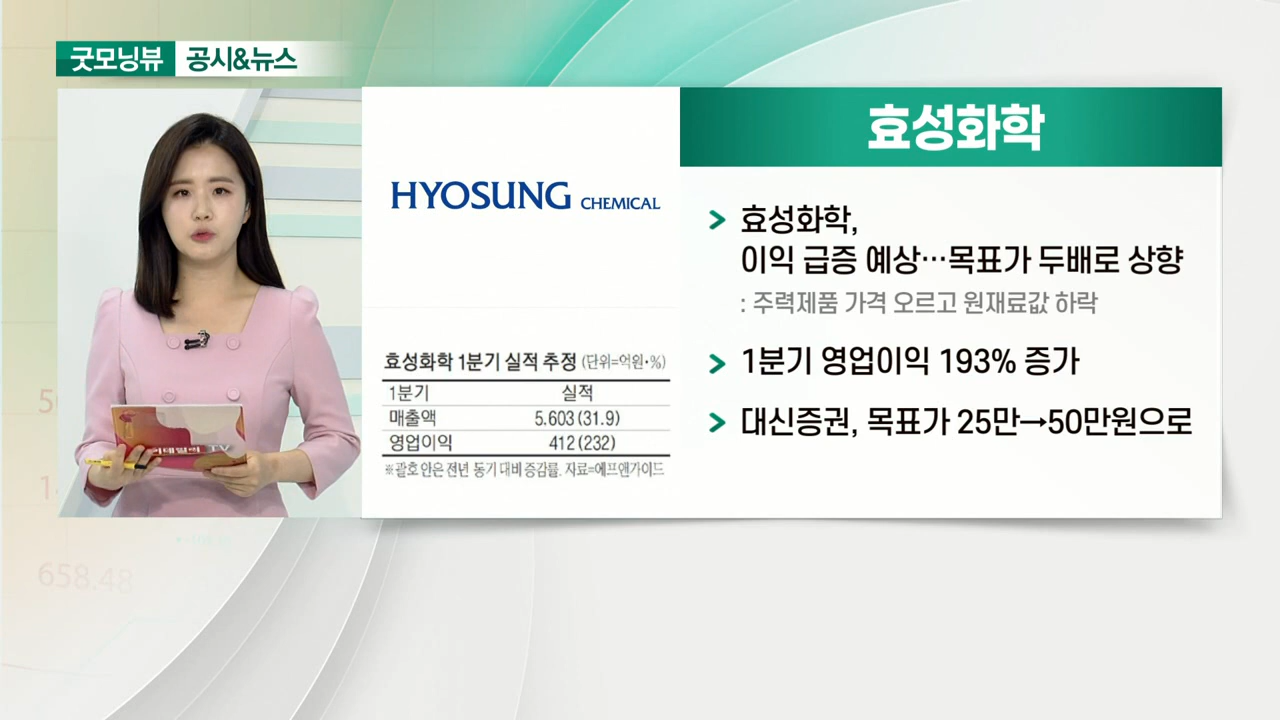 굿모닝뷰 공시&뉴스
HYOSUNG CHEMICAL
효성화학 1분기 실적 추정 (단위=억원·%)
1분기 실적
매출액 5.603(31.9)
영업이익 412(232)
※괄호 안은 전년 동기 대비 증감률. 자료=에프앤가이드
효성화학
효성화학,
이익 급증 예상…목표가 두배로 상향
: 주력제품 가격 오르고 원재료값 하락
1분기 영업이익 193% 증가
대신증권, 목표가 25만→50만원으로
TV
658.48